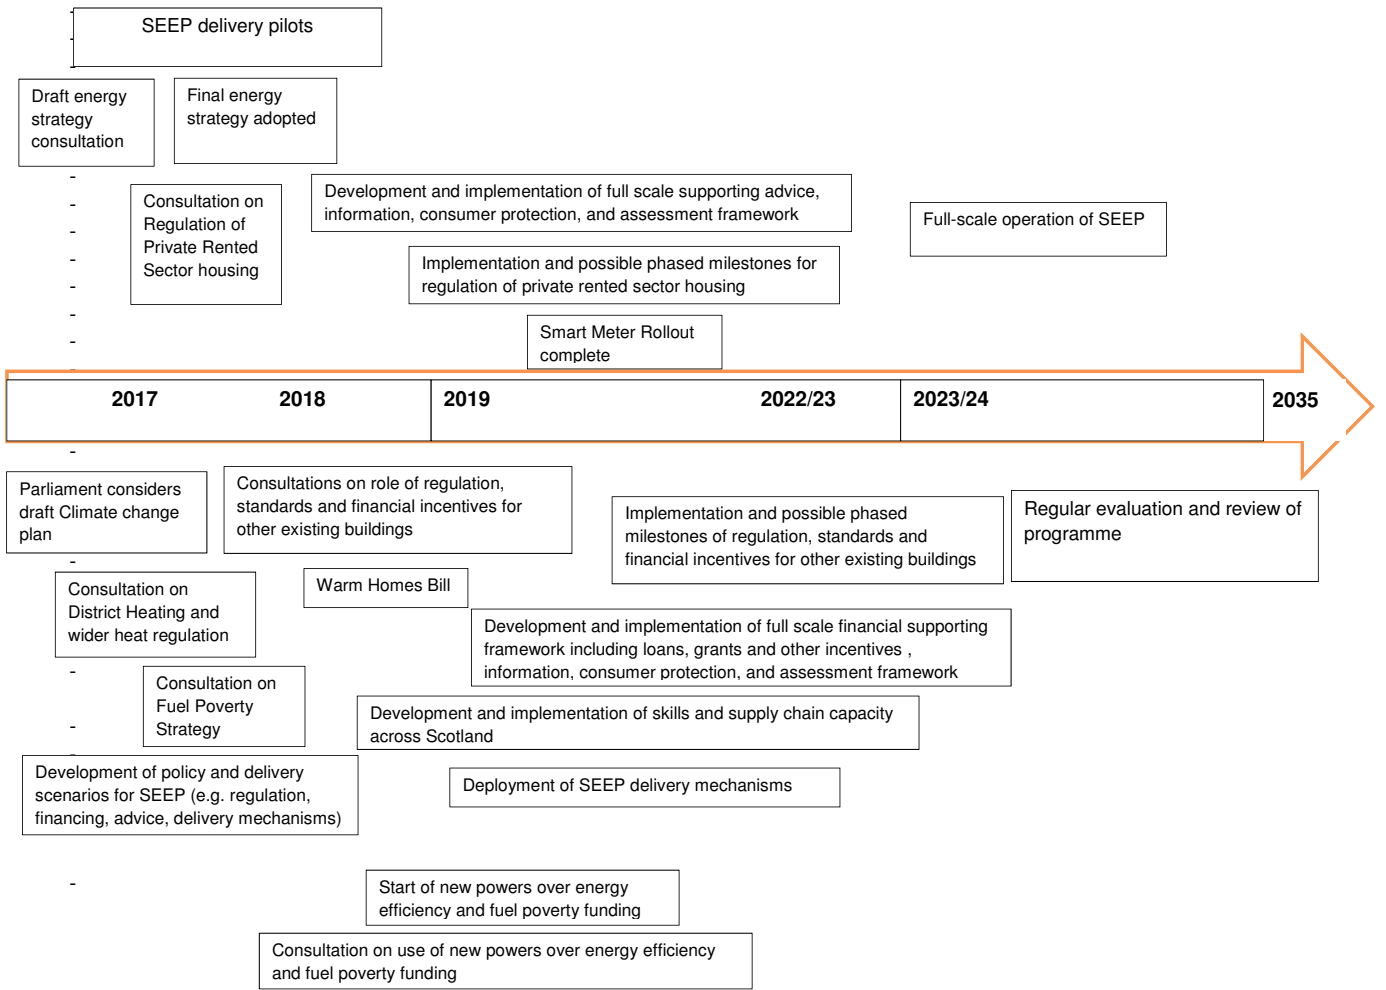 SEEP delivery pilots
Draft energy
strategy
consultation
Final energy
strategy adopted
Consultation on
Regulation of
Private Rented
Sector housing
Development and implementation of full scale supporting advice,
information, consumer protection, and assessment framework
Full-scale operation of SEEP
Implementation and possible phased milestones for
regulation of private rented sector housing
Smart Meter Rollout
complete
2017 2018 2019 2022/23 2023/24 2035
Parliament considers
draft Climate change
plan
Consultations on role of regulation,
standards and financial incentives for
other existing buildings
Implementation and possible phased
milestones of regulation, standards and
financial incentives for other existing buildings
Regular evaluation and review of
programme
Consultation on
District Heating and
wider heat regulation
Warm Homes Bill
Development and implementation of full scale financial supporting
framework including loans, grants and other incentives ,
information, consumer protection, and assessment framework
Consultation on
Fuel Poverty
Strategy
Development and implementation of skills and supply chain capacity
across Scotland
Development of policy and delivery
scenarios for SEEP (e.g. regulation,
financing, advice, delivery mechanisms)
Deployment of SEEP delivery mechanisms
Start of new powers over energy
efficiency and fuel poverty funding
Consultation on use of new powers over energy efficiency
and fuel poverty funding